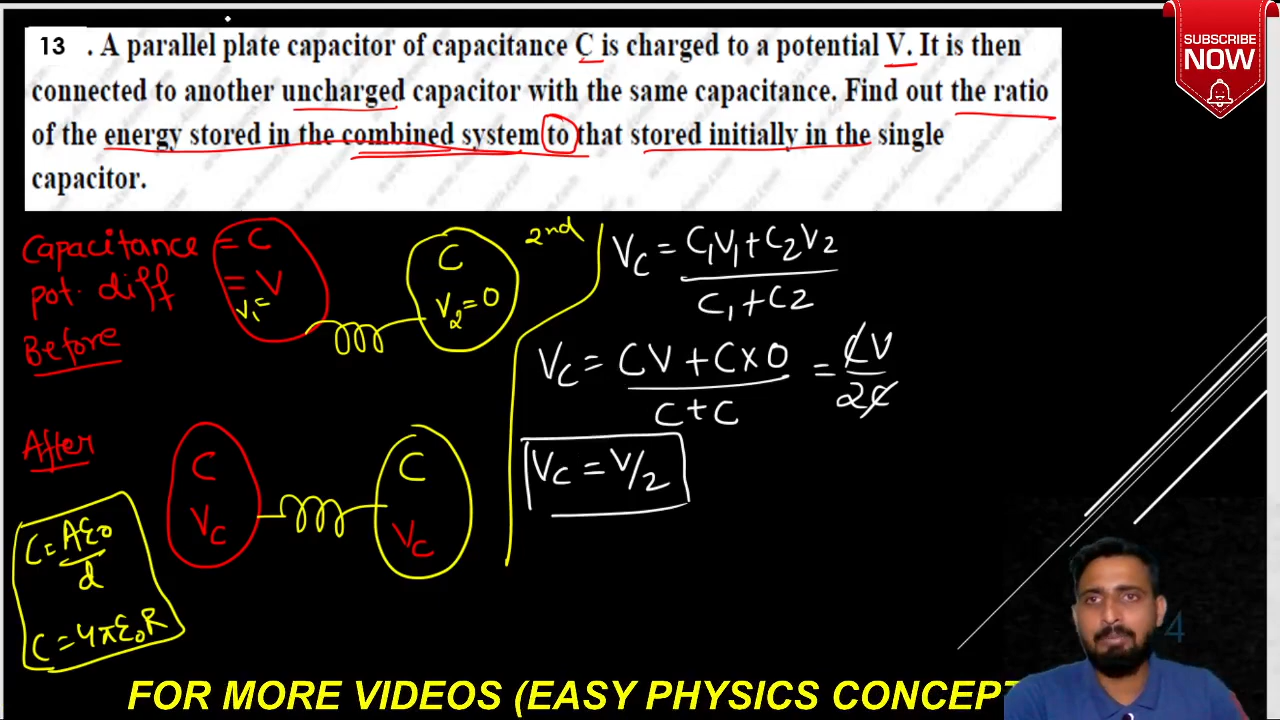 SUBSCRIBE
NOW
13 . A parallel plate capacitor of capacitance C is charged to a potential V. It is then
connected to another uncharged capacitor with the same capacitance. Find out the ratio
of the energy stored in the combined system to that stored initially in the single
capacitor.
Capacitance = C
pot. diff = V
V₁=
Before
C
V₂=0
2nd
After
C
V_C
C
V_C
C = Aε₀/d
C = 4πε₀R
V_C = (C₁V₁ + C₂V₂)/(C₁ + C2)
V_C = (CV + C×0)/(C + C) = CV/2C
V_C = V/2
4
FOR MORE VIDEOS (EASY PHYSICS CONCEPT